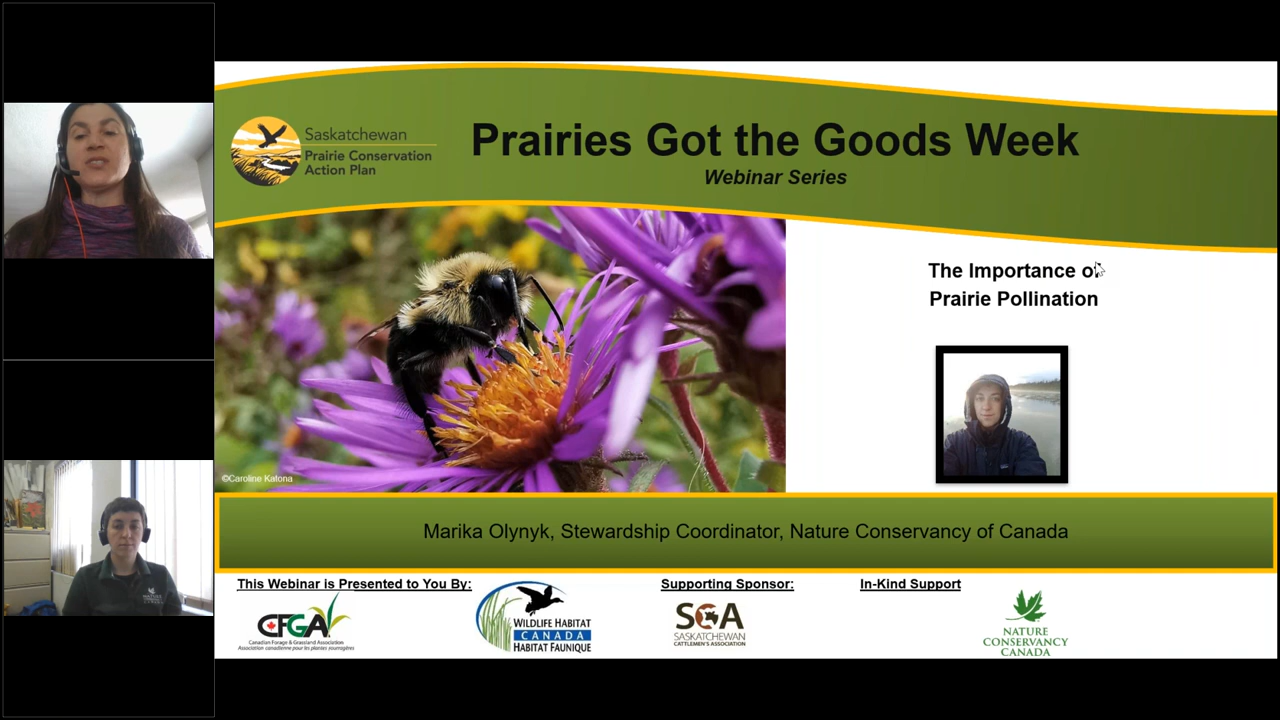 Saskatchewan
Prairie Conservation
Action Plan
Prairies Got the Goods Week
Webinar Series
The Importance of
Prairie Pollination
©Caroline Katona
Marika Olynyk, Stewardship Coordinator, Nature Conservancy of Canada
This Webinar is Presented to You By:
Supporting Sponsor:
In-Kind Support
CFGA
Canadian Forage & Grassland Association
Association canadienne pour les plantes fourragères
WILDLIFE HABITAT
CANADA
HABITAT FAUNIQUE
SCA
SASKATCHEWAN
CATTLEMEN'S ASSOCIATION
NATURE
CONSERVANCY
CANADA
NATURE